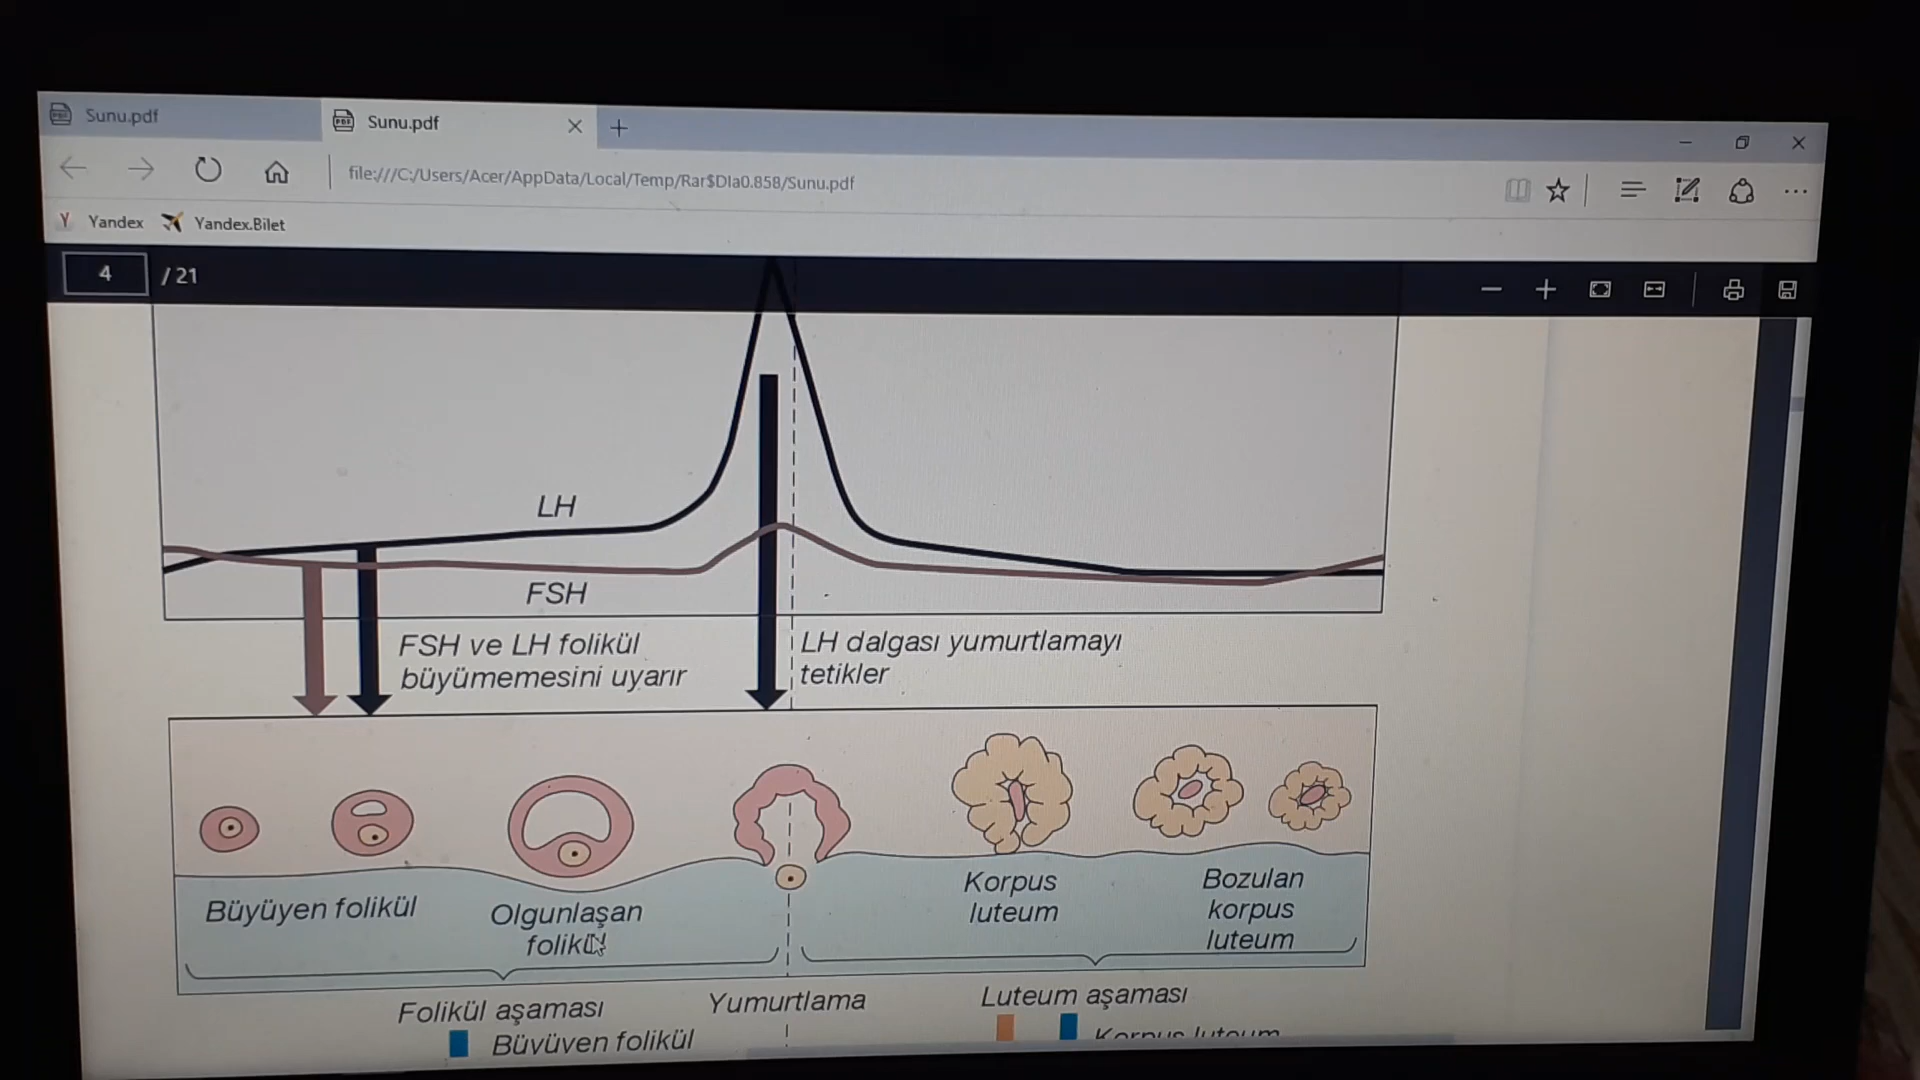 Sunu.pdf
Sunu.pdf
file:///C:/Users/Acer/AppData/Local/Temp/Rar$DIa0.858/Sunu.pdf
Yandex
Yandex.Bilet
4 / 21
LH
FSH
FSH ve LH folikül
büyümemesini uyarır
LH dalgası yumurtlamayı
tetikler
Büyüyen folikül
Olgunlaşan
folikül
Korpus
luteum
Bozulan
korpus
luteum
Folikül aşaması
Yumurtlama
Luteum aşaması
Büyüyen folikül
Korpus luteum